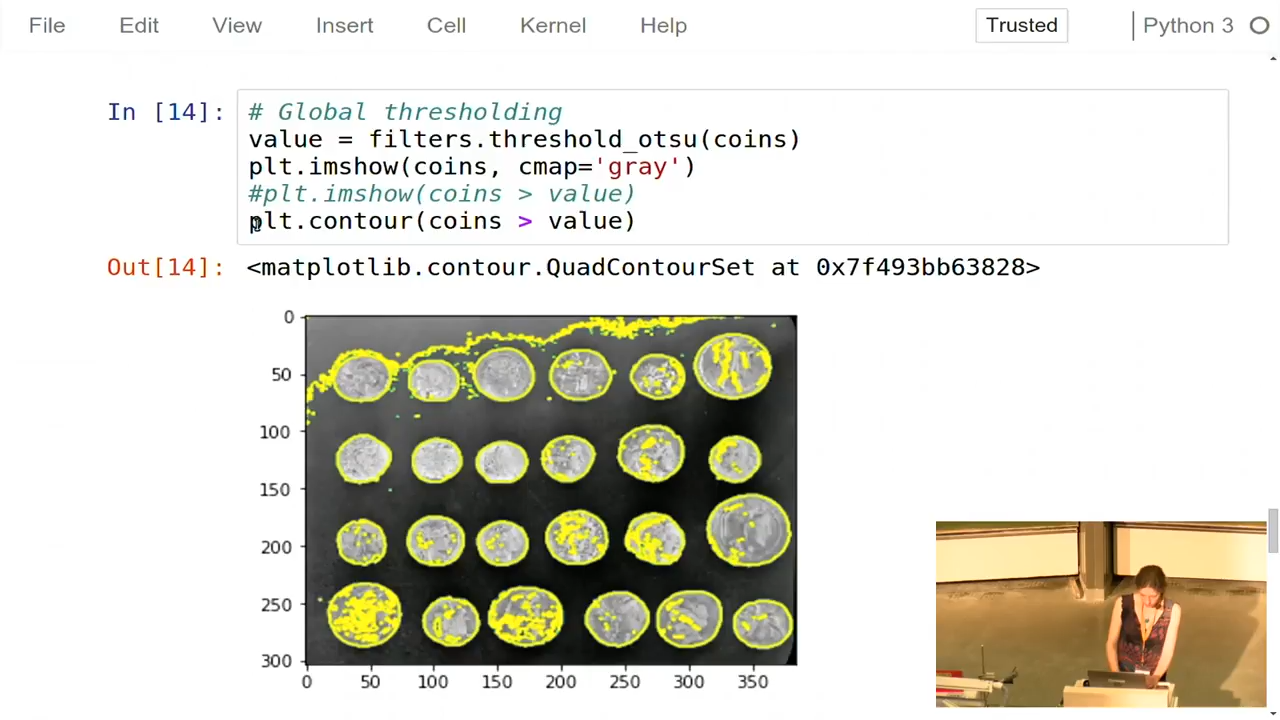 File Edit View Insert Cell Kernel Help Trusted Python 3
In [14]:
# Global thresholding
value = filters.threshold_otsu(coins)
plt.imshow(coins, cmap='gray')
#plt.imshow(coins > value)
plt.contour(coins > value)
Out[14]: <matplotlib.contour.QuadContourSet at 0x7f493bb63828>
0
50
100
150
200
250
300
0 50 100 150 200 250 300 350